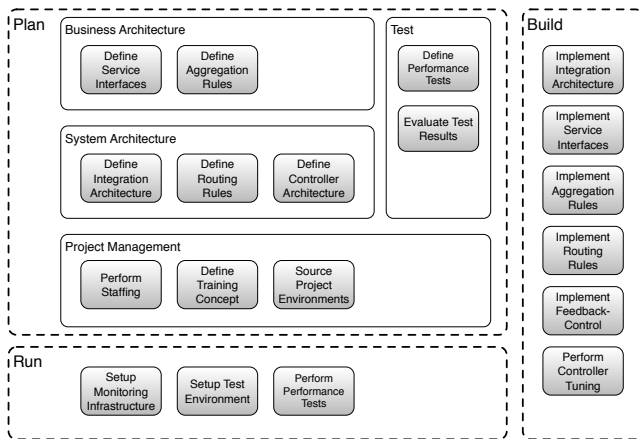 Plan
Business Architecture
Define
Service
Interfaces
Define
Aggregation
Rules
Test
Define
Performance
Tests
Evaluate Test
Results
System Architecture
Define
Integration
Architecture
Define
Routing
Rules
Define
Controller
Architecture
Project Management
Perform
Staffing
Define
Training
Concept
Source
Project
Environments
Run
Setup
Monitoring
Infrastructure
Setup Test
Environment
Perform
Performance
Tests
Build
Implement
Integration
Architecture
Implement
Service
Interfaces
Implement
Aggregation
Rules
Implement
Routing
Rules
Implement
Feedback-
Control
Perform
Controller
Tuning